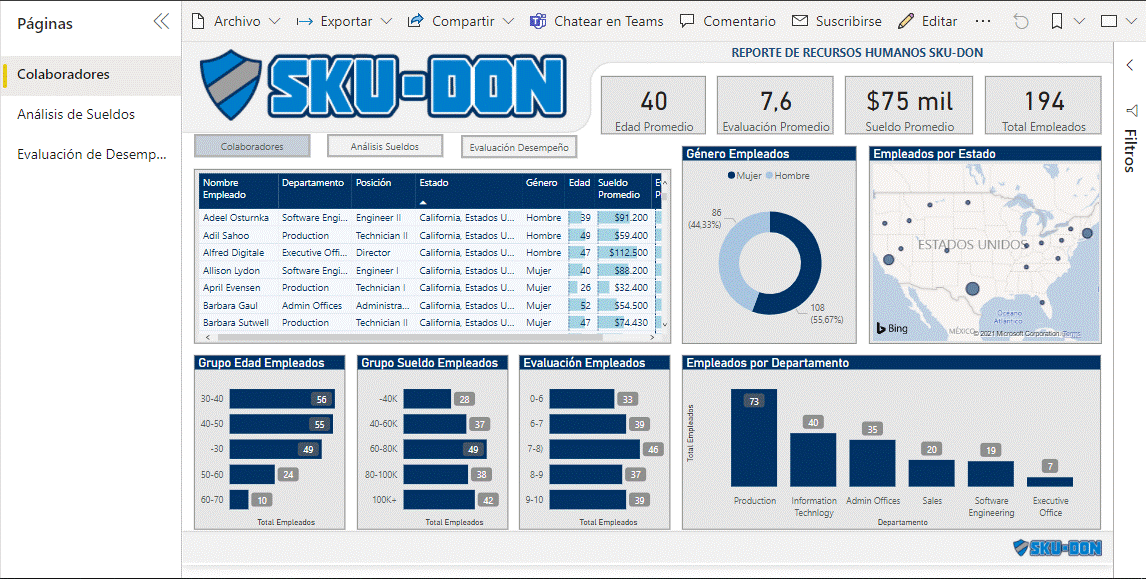 Páginas
Colaboradores
Análisis de Sueldos
Evaluación de Desemp...
Archivo
Exportar
Compartir
Chatear en Teams
Comentario
Suscribirse
Editar
...
SKU-DON
REPORTE DE RECURSOS HUMANOS SKU-DON
40
Edad Promedio
7,6
Evaluación Promedio
$75 mil
Sueldo Promedio
194
Total Empleados
Filtros
Colaboradores
Análisis Sueldos
Evaluación Desempeño
Nombre Empleado Departamento Posición Estado Género Edad Sueldo Promedio
Adeel Osturnka Software Engi... Engineer II California, Estados U... Hombre 39 $91.200
Adil Sahoo Production Technician II California, Estados U... Hombre 49 $59.400
Alfred Digitale Executive Offi... Director California, Estados U... Hombre 47 $112.500
Allison Lydon Software Engi... Engineer I California, Estados U... Mujer 40 $88.200
April Evensen Production Technician I California, Estados U... Mujer 26 $32.400
Barbara Gaul Admin Offices Administra... California, Estados U... Mujer 52 $54.500
Barbara Sutwell Production Technician II California, Estados U... Mujer 47 $74.430
Género Empleados
Mujer Hombre
86
(44,33%)
108
(55,67%)
Empleados por Estado
ESTADOS UNIDOS
Océano
Atlántico
MÉXICO
Bing
© 2021 Microsoft Corporation Terms
Grupo Edad Empleados
30-40 56
40-50 55
-30 49
50-60 24
60-70 10
Total Empleados
Grupo Sueldo Empleados
-40K 28
40-60K 37
60-80K 49
80-100K 38
100K+ 42
Total Empleados
Evaluación Empleados
0-6 33
6-7 39
7-8) 46
8-9 37
9-10 39
Total Empleados
Empleados por Departamento
Total Empleados
73
40
35
20
19
7
Production
Information
Technlogy
Admin Offices
Sales
Software
Engineering
Executive
Office
Departamento
SKU-DON